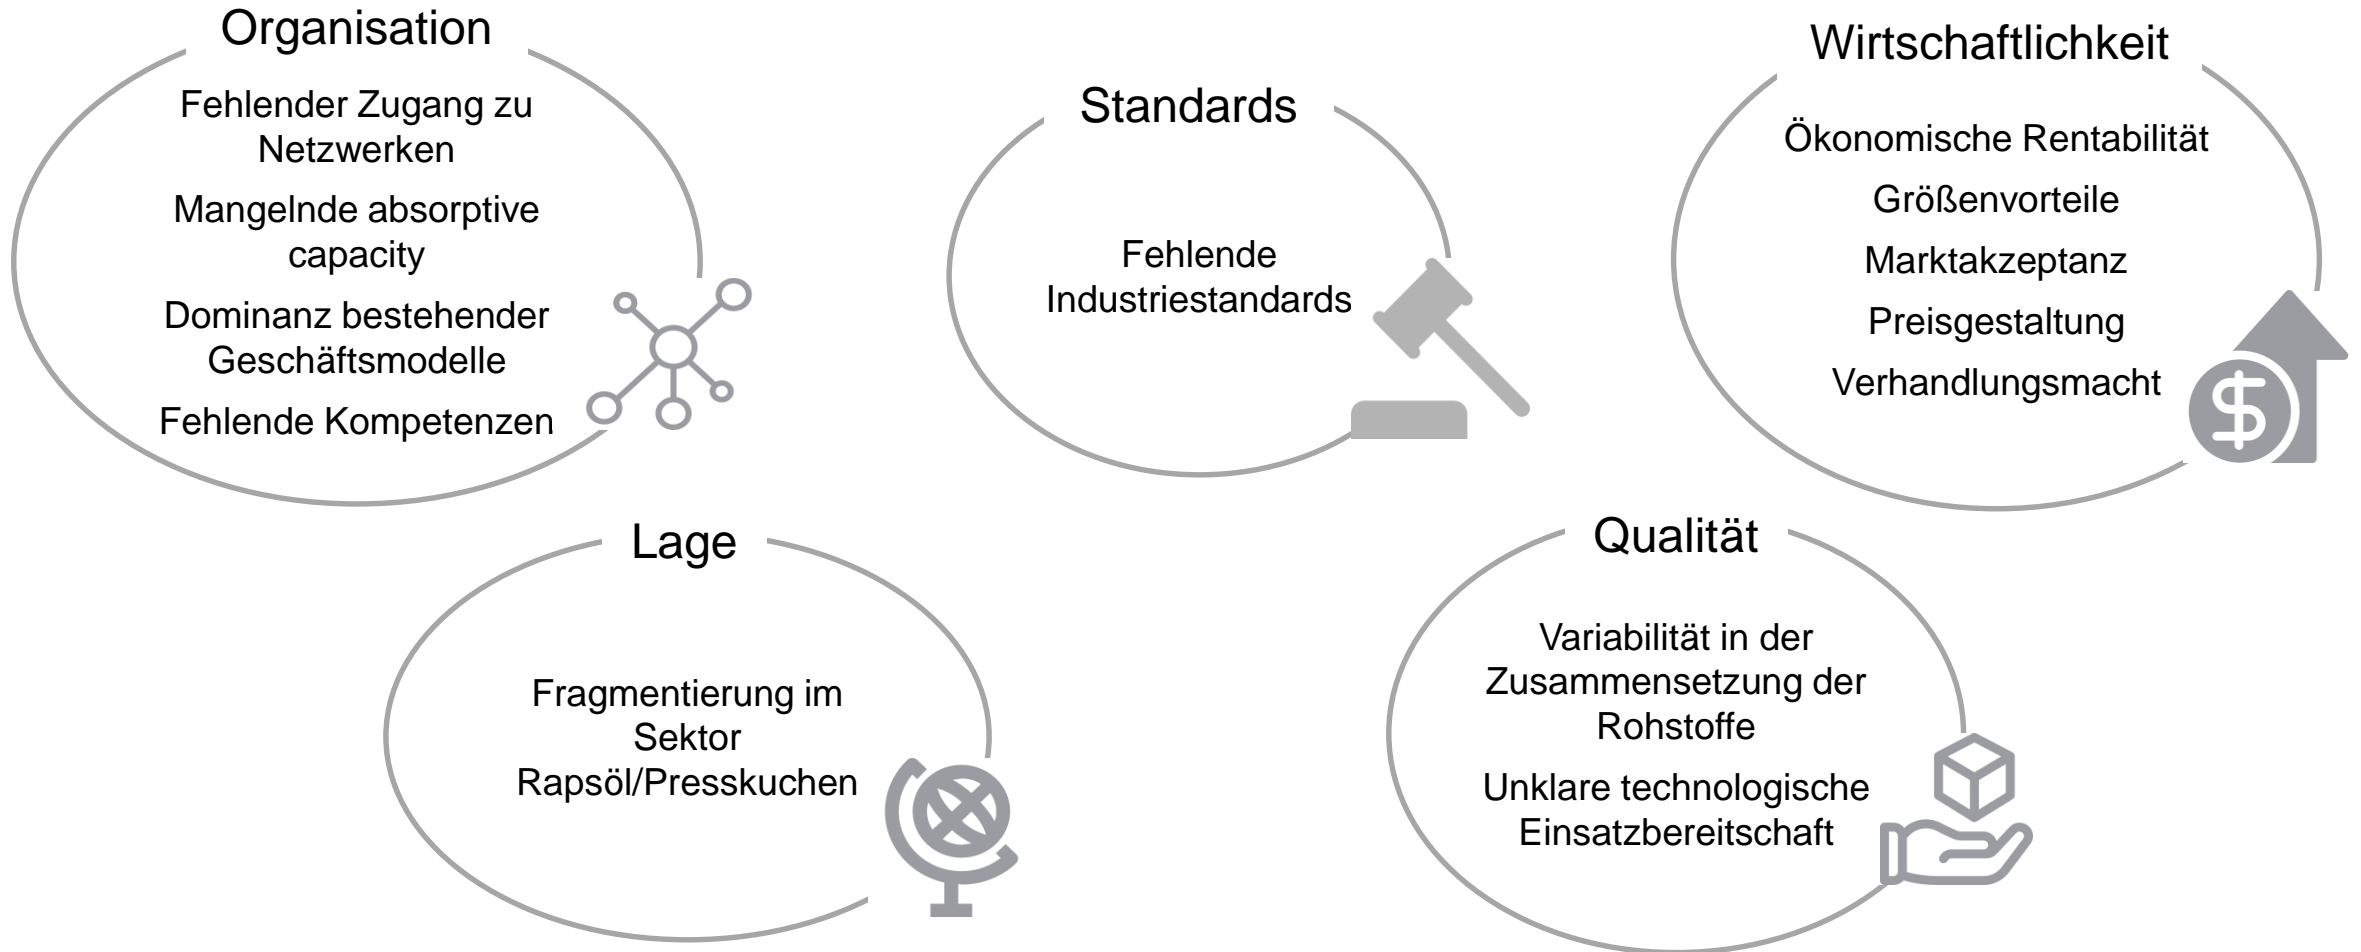 Organisation
Fehlender Zugang zu
Netzwerken
Mangelnde absorptive
capacity
Dominanz bestehender
Geschäftsmodelle
Fehlende Kompetenzen
Standards
Fehlende
Industriestandards
Wirtschaftlichkeit
Ökonomische Rentabilität
Größenvorteile
Marktakzeptanz
Preisgestaltung
Verhandlungsmacht
$
Lage
Fragmentierung im
Sektor
Rapsöl/Presskuchen
Qualität
Variabilität in der
Zusammensetzung der
Rohstoffe
Unklare technologische
Einsatzbereitschaft